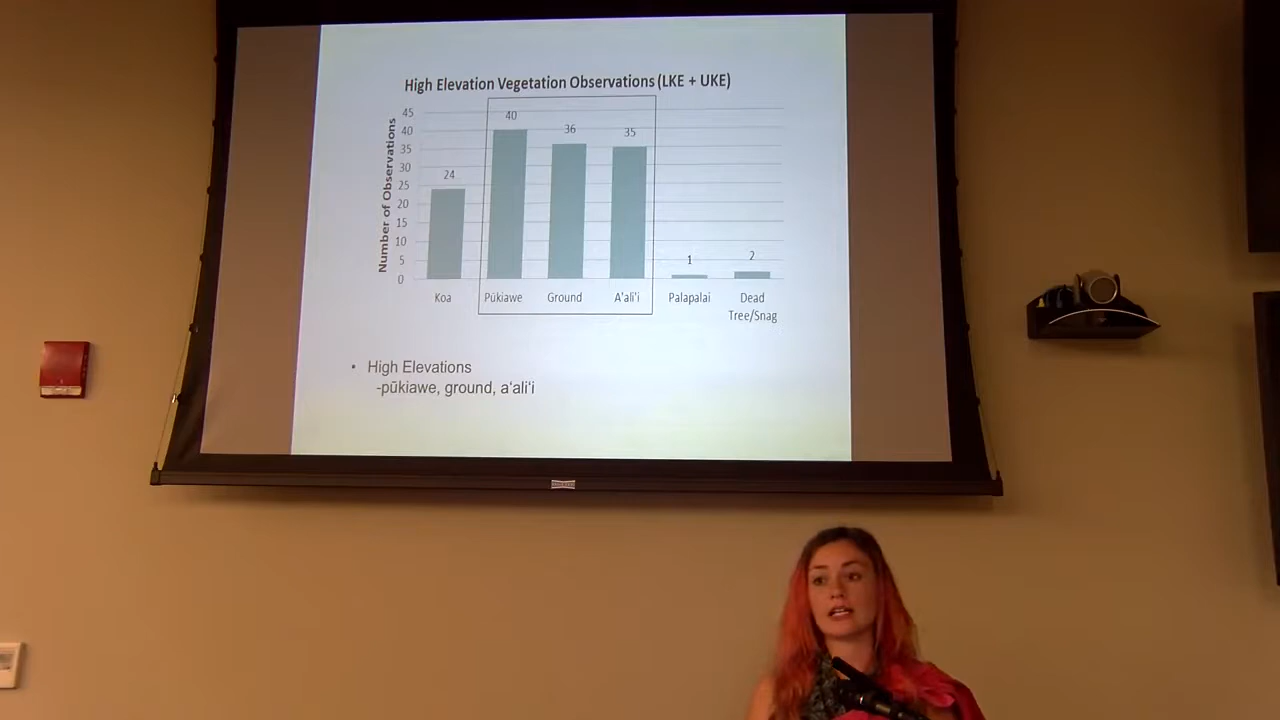 High Elevation Vegetation Observations (LKE + UKE)
Number of Observations
45
40
35
30
25
20
15
10
5
0
24
40
36
35
1
2
Koa
Pūkiawe
Ground
A'ali'i
Palapalai
Dead
Tree/Snag
• High Elevations
-pūkiawe, ground, a‘ali‘i